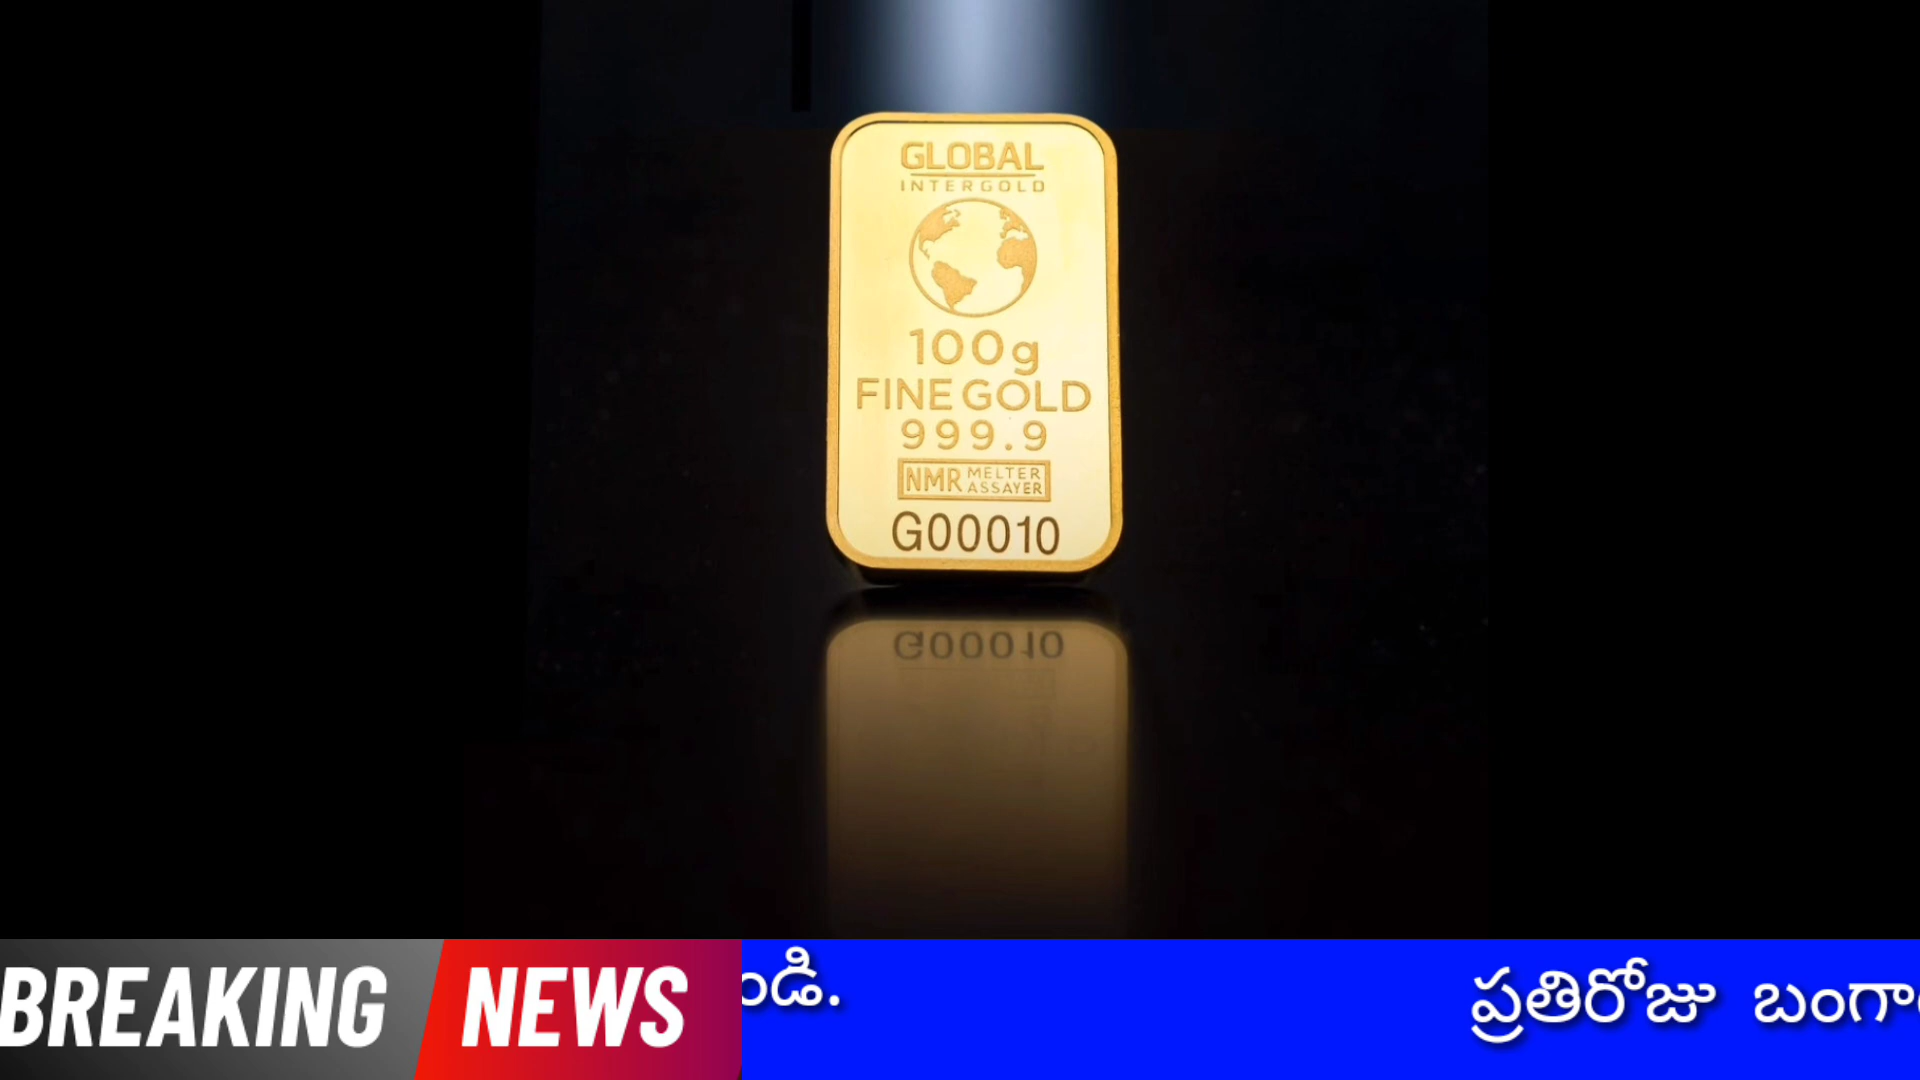 GLOBAL
INTERGOLD
100g
FINE GOLD
999.9
NMR MELTER
ASSAYER
G00010
BREAKING NEWS
ప్రతిరోజు